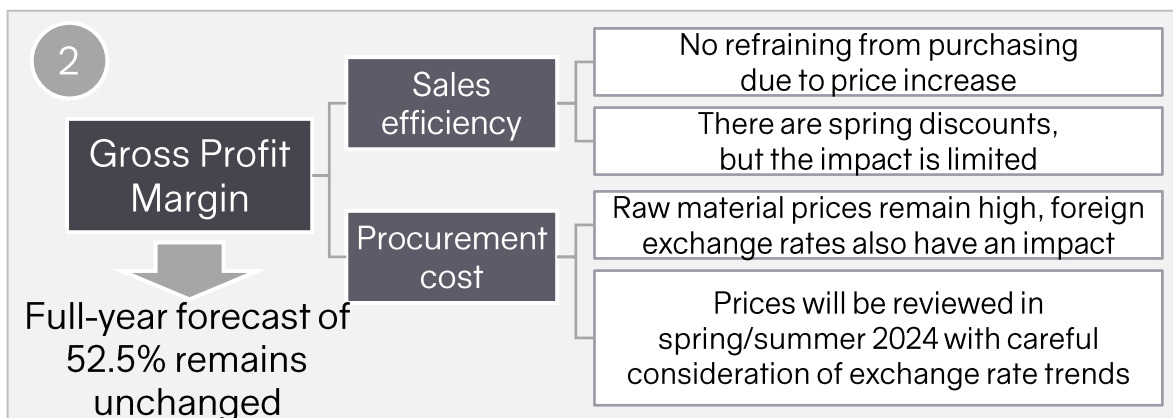 2
Gross Profit
Margin
Full-year forecast of
52.5% remains
unchanged
Sales
efficiency
No refraining from purchasing
due to price increase
There are spring discounts,
but the impact is limited
Procurement
cost
Raw material prices remain high, foreign
exchange rates also have an impact
Prices will be reviewed in
spring/summer 2024 with careful
consideration of exchange rate trends